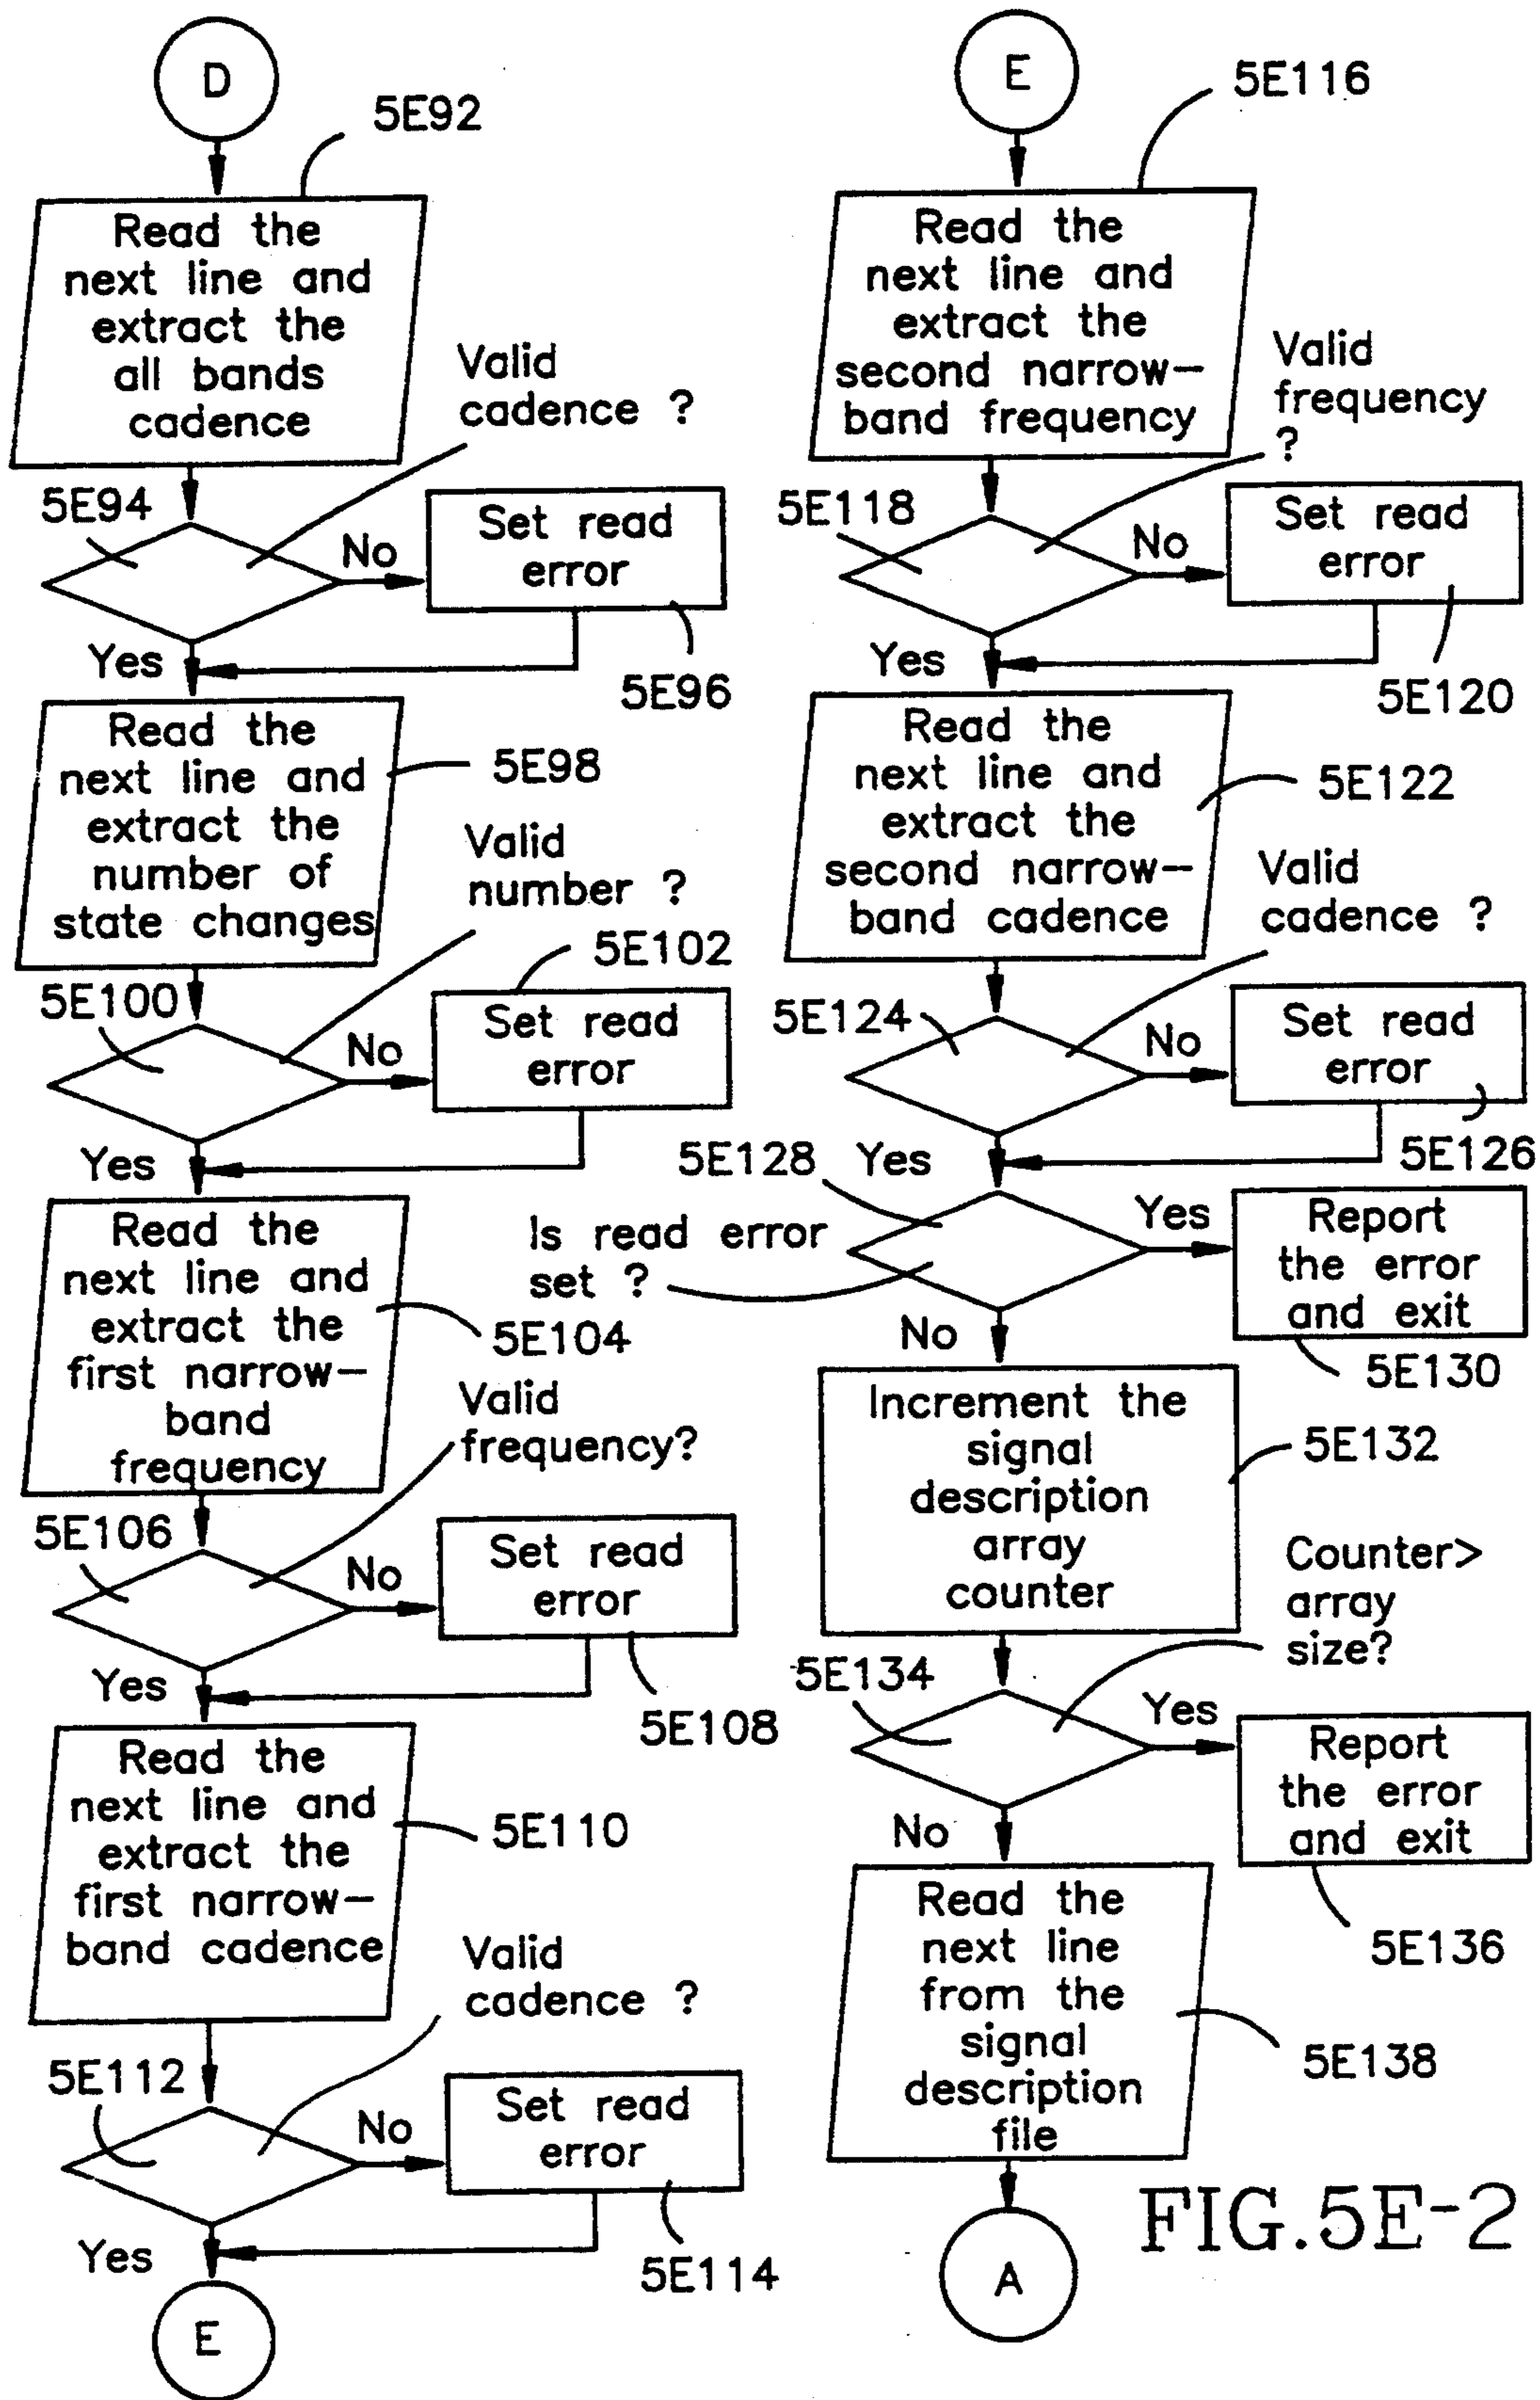 D
5E92
Read the
next line and
extract the
all bands
cadence
Valid
cadence ?
5E94
No
Set read
error
Yes
5E96
Read the
next line and
extract the
number of
state changes
5E98
Valid
number ?
5E102
5E100
No
Set read
error
Yes
Read the
next line and
extract the
first narrow-
band
frequency
5E104
Valid
frequency?
5E106
No
Set read
error
Yes
5E108
Read the
next line and
extract the
first narrow-
band cadence
5E110
Valid
cadence ?
5E112
No
Set read
error
Yes
5E114
E
E
5E116
Read the
next line and
extract the
second narrow-
band frequency
Valid
frequency
?
5E118
No
Set read
error
Yes
5E120
Read the
next line and
extract the
second narrow-
band cadence
5E122
Valid
cadence ?
5E124
No
Set read
error
5E126
5E128
Yes
Is read error
set ?
Yes
Report
the error
and exit
No
5E130
Increment the
signal
description
array
counter
5E132
Counter>
array
size?
5E134
Yes
Report
the error
and exit
No
5E136
Read the
next line
from the
signal
description
file
5E138
A
FIG.5E-2